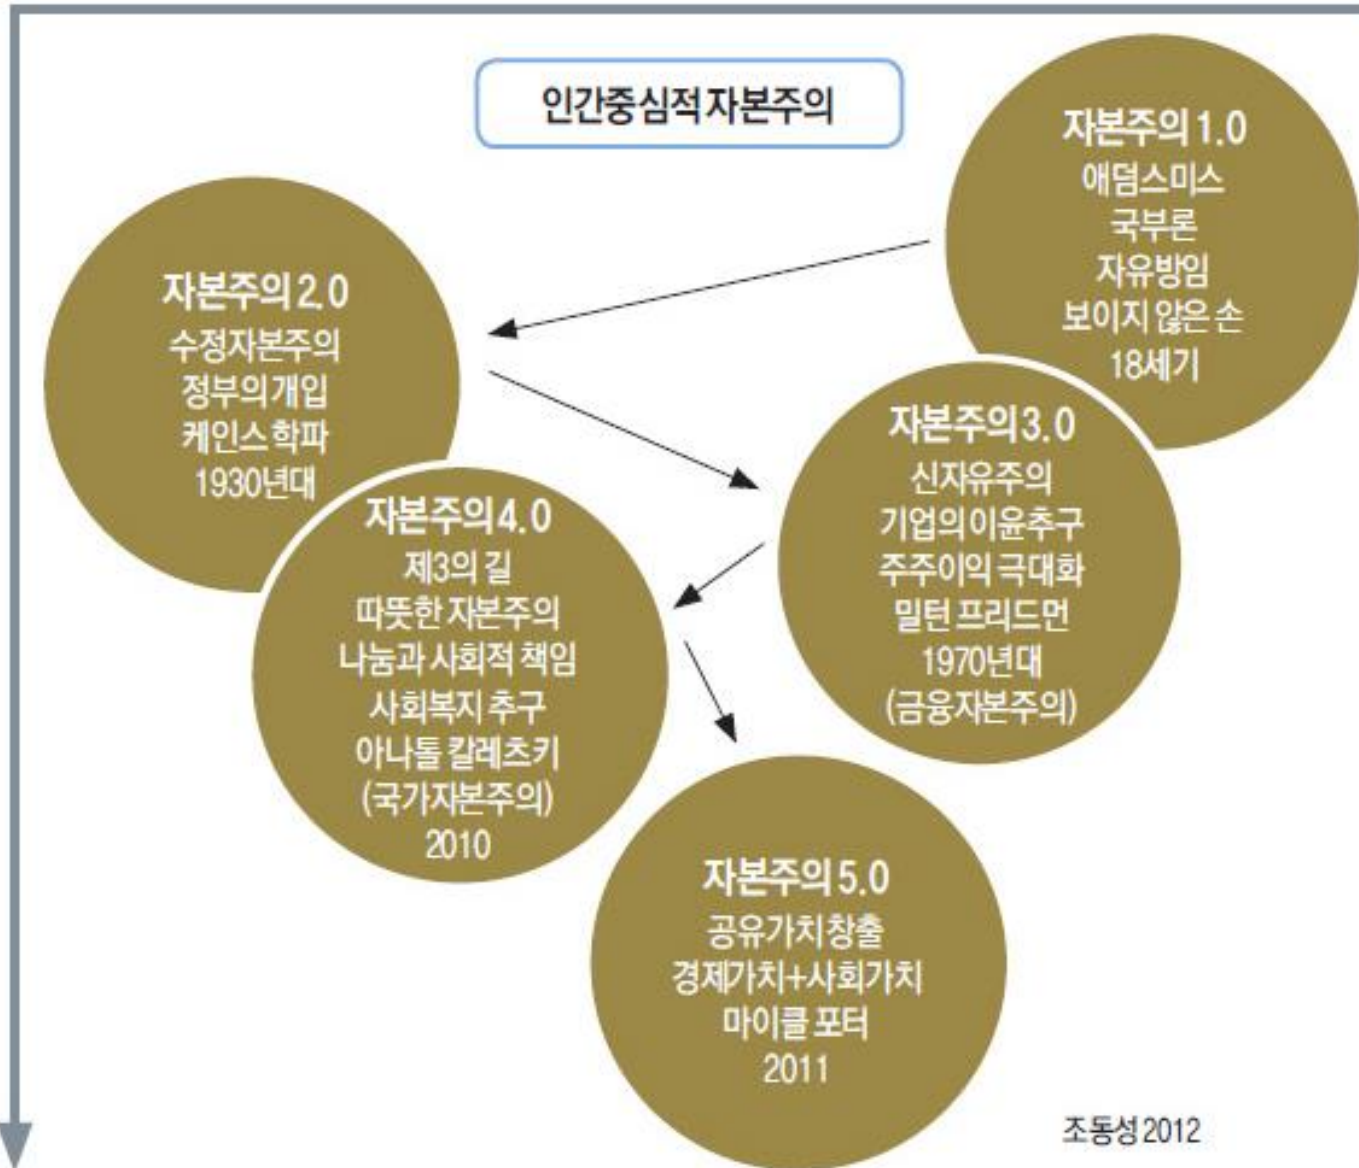 인간중심적 자본주의
자본주의 1.0
애덤스미스
국부론
자유방임
보이지 않은 손
18세기
자본주의 2.0
수정자본주의
정부의 개입
케인스 학파
1930년대
자본주의 3.0
신자유주의
기업의 이윤추구
주주이익 극대화
밀턴 프리드먼
1970년대
(금융자본주의)
자본주의 4.0
제3의 길
따뜻한 자본주의
나눔과 사회적 책임
사회복지 추구
아나톨 칼레츠키
(국가자본주의)
2010
자본주의 5.0
공유가치 창출
경제가치+사회가치
마이클 포터
2011
조동성 2012